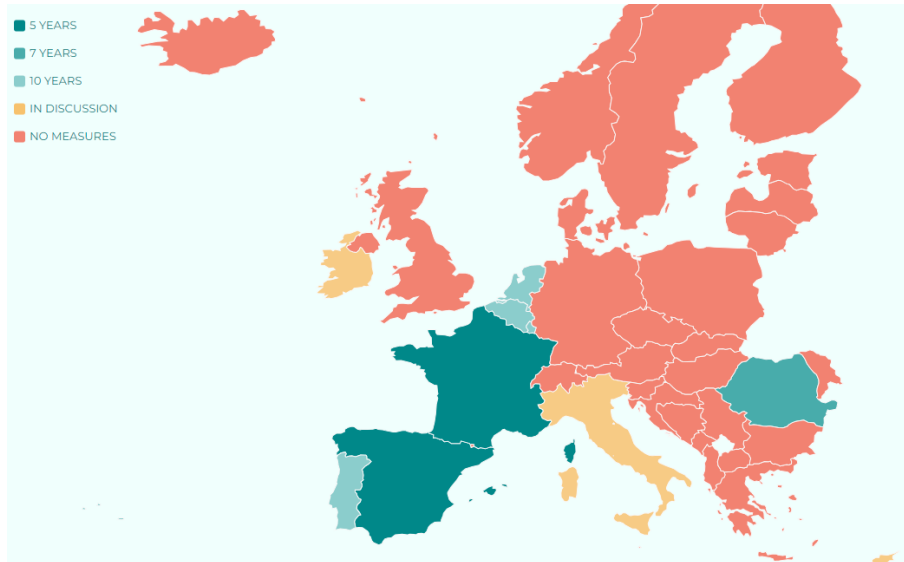 5 YEARS
7 YEARS
10 YEARS
IN DISCUSSION
NO MEASURES